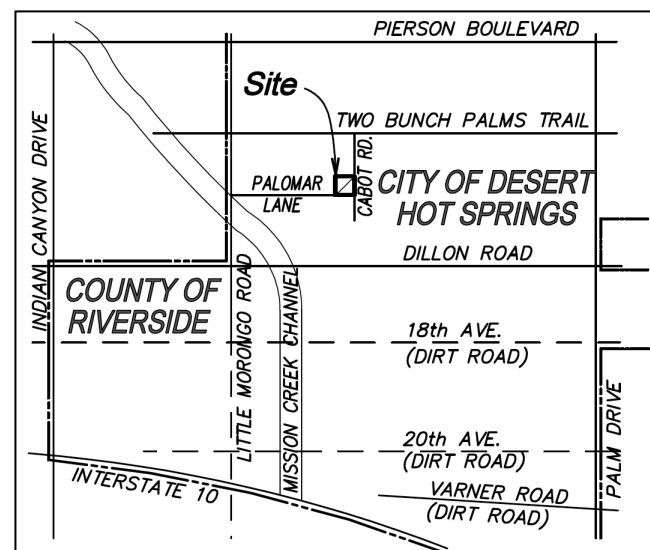 PIERSON BOULEVARD
Site
TWO BUNCH PALMS TRAIL
INDIAN CANYON DRIVE
CABOT RD.
PALOMAR
LANE
CITY OF DESERT
HOT SPRINGS
DILLON ROAD
COUNTY OF
RIVERSIDE
LITTLE MORONGO ROAD
MISSION CREEK CHANNEL
18th AVE.
(DIRT ROAD)
20th AVE.
(DIRT ROAD)
PALM DRIVE
INTERSTATE 10
VARNER ROAD
(DIRT ROAD)